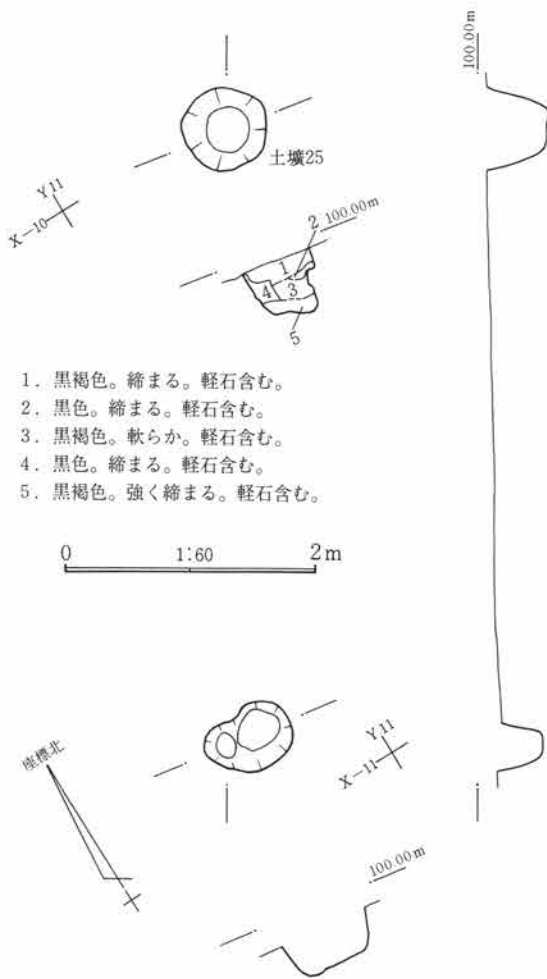 100.00m
土壙25
Y11
X−10
2 100.00m
1
4 3
5
1. 黒褐色。締まる。軽石含む。
2. 黒色。締まる。軽石含む。
3. 黒褐色。軟らか。軽石含む。
4. 黒色。締まる。軽石含む。
5. 黒褐色。強く締まる。軽石含む。
0 1:60 2m
座標北
Y11
X−11
100.00m